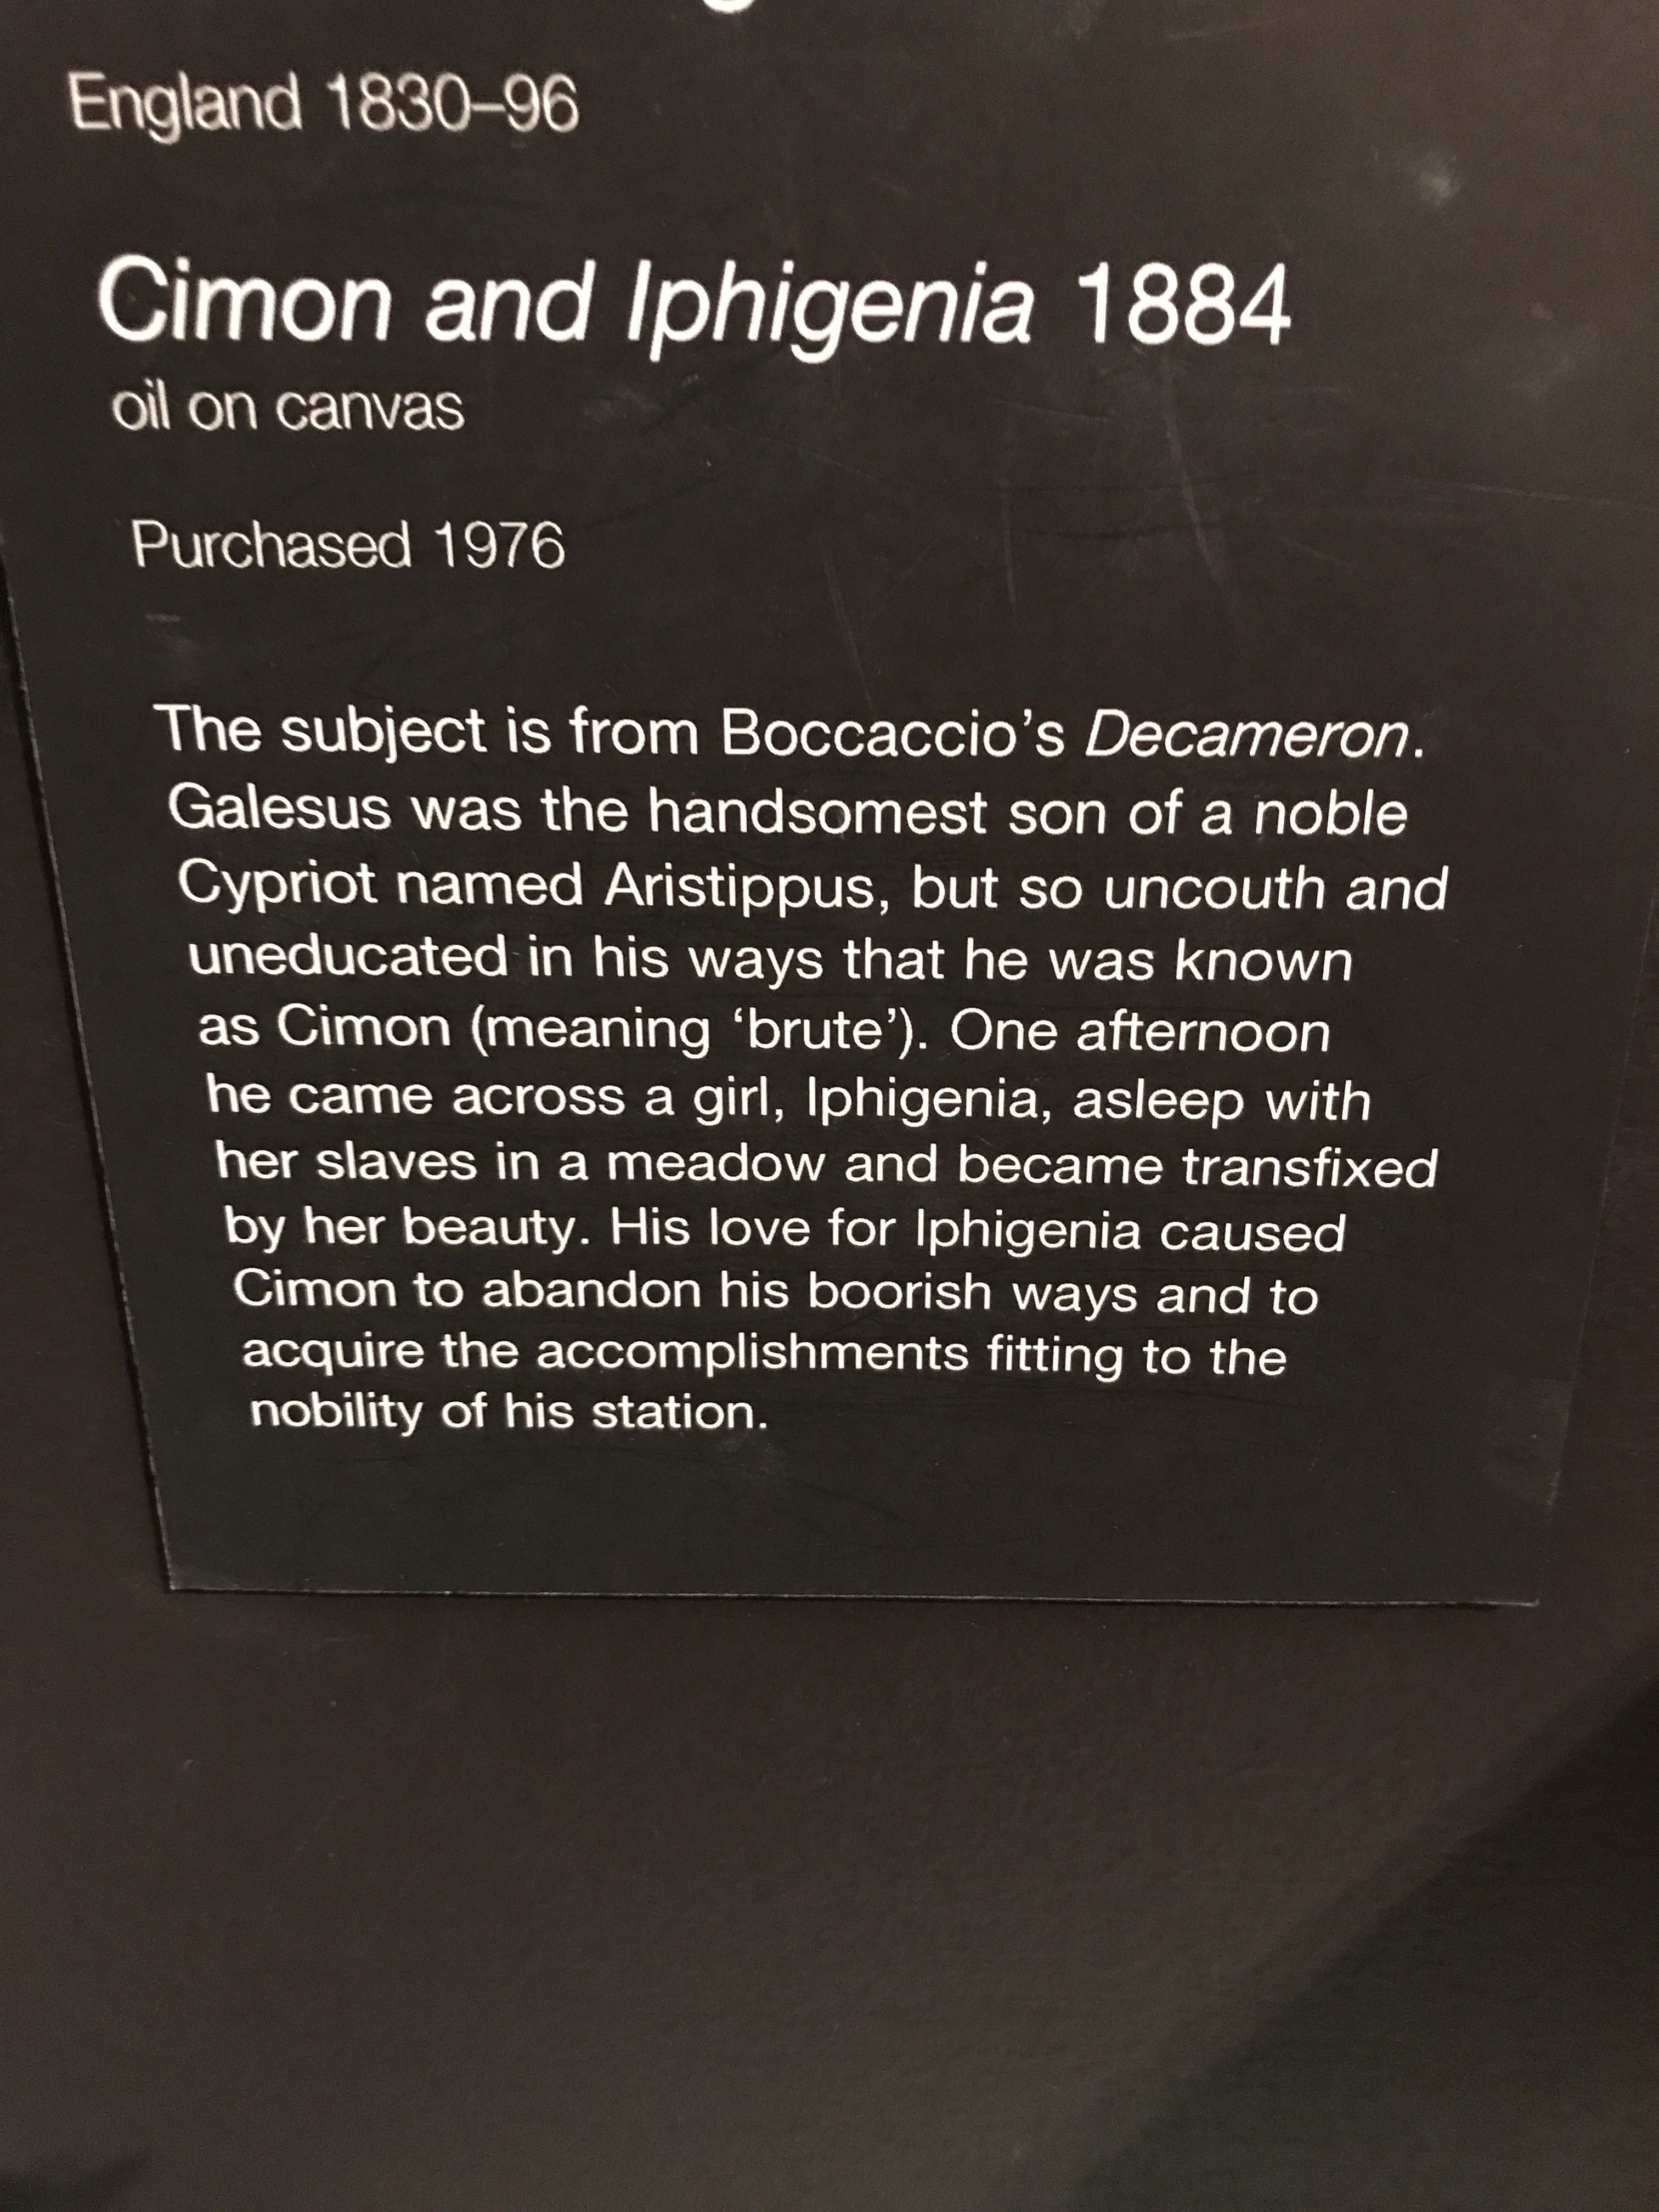 England 1830–96
Cimon and Iphigenia 1884
oil on canvas
Purchased 1976
The subject is from Boccaccio’s Decameron.
Galesus was the handsomest son of a noble
Cypriot named Aristippus, but so uncouth and
uneducated in his ways that he was known
as Cimon (meaning ‘brute’). One afternoon
he came across a girl, Iphigenia, asleep with
her slaves in a meadow and became transfixed
by her beauty. His love for Iphigenia caused
Cimon to abandon his boorish ways and to
acquire the accomplishments fitting to the
nobility of his station.